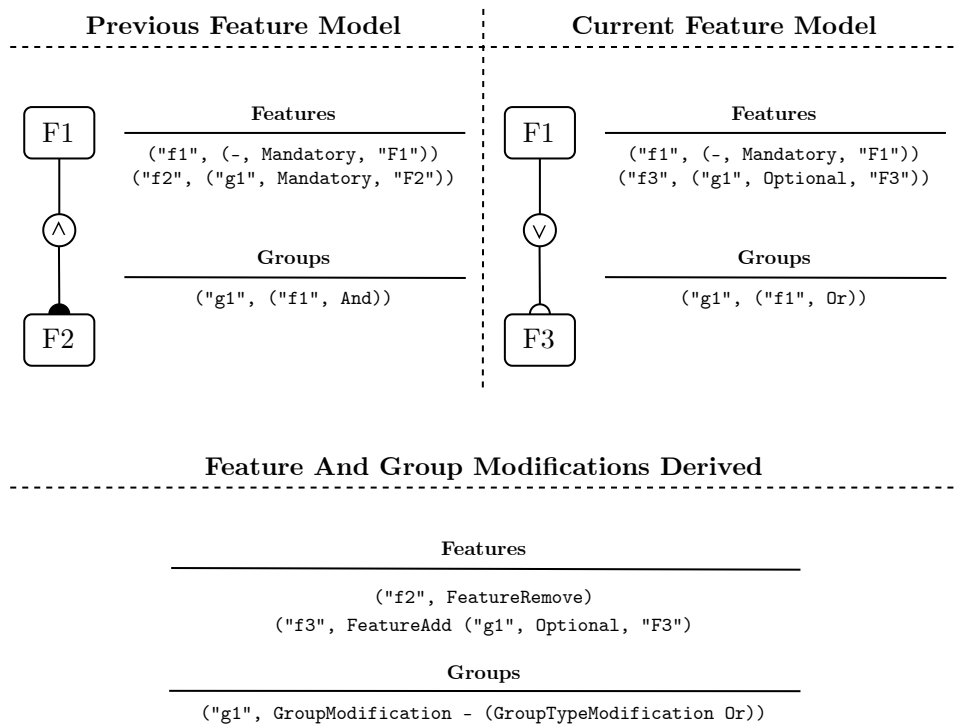 Previous Feature Model
F1
∧
F2
Features
("f1", (-, Mandatory, "F1"))
("f2", ("g1", Mandatory, "F2"))
Groups
("g1", ("f1", And))
Current Feature Model
F1
∨
F3
Features
("f1", (-, Mandatory, "F1"))
("f3", ("g1", Optional, "F3"))
Groups
("g1", ("f1", Or))
Feature And Group Modifications Derived
Features
("f2", FeatureRemove)
("f3", FeatureAdd ("g1", Optional, "F3")
Groups
("g1", GroupModification - (GroupTypeModification Or))